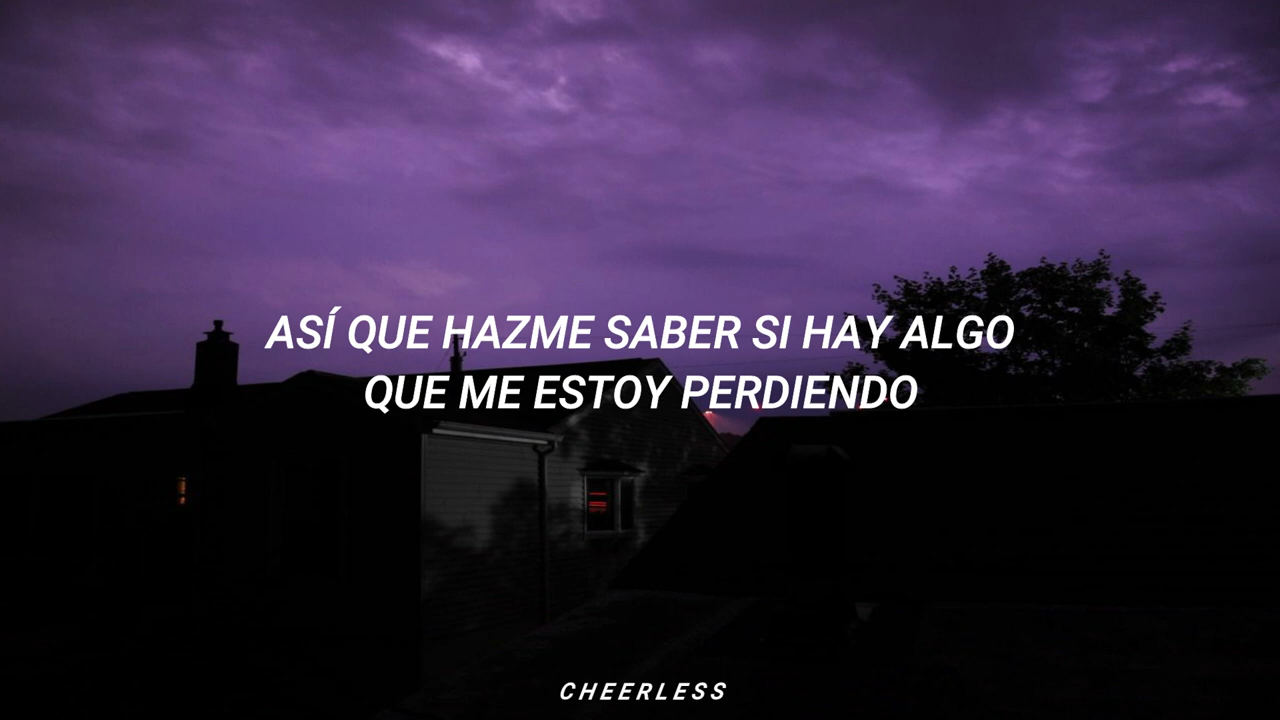 ASÍ QUE HAZME SABER SI HAY ALGO
QUE ME ESTOY PERDIENDO
CHEERLESS